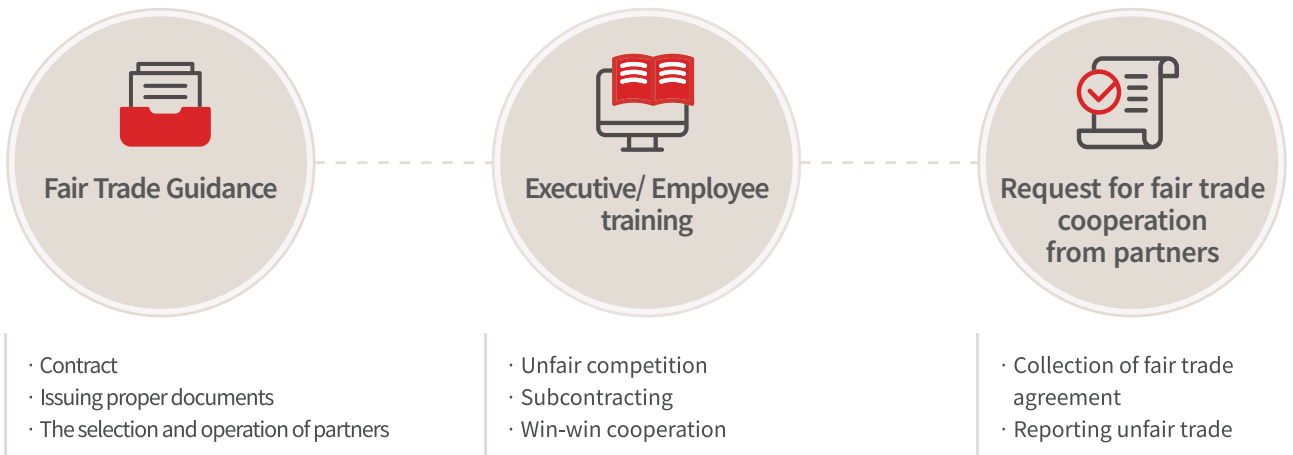 Fair Trade Guidance
Executive/ Employee
training
Request for fair trade
cooperation
from partners
· Contract
· Issuing proper documents
· The selection and operation of partners
· Unfair competition
· Subcontracting
· Win-win cooperation
· Collection of fair trade
agreement
· Reporting unfair trade